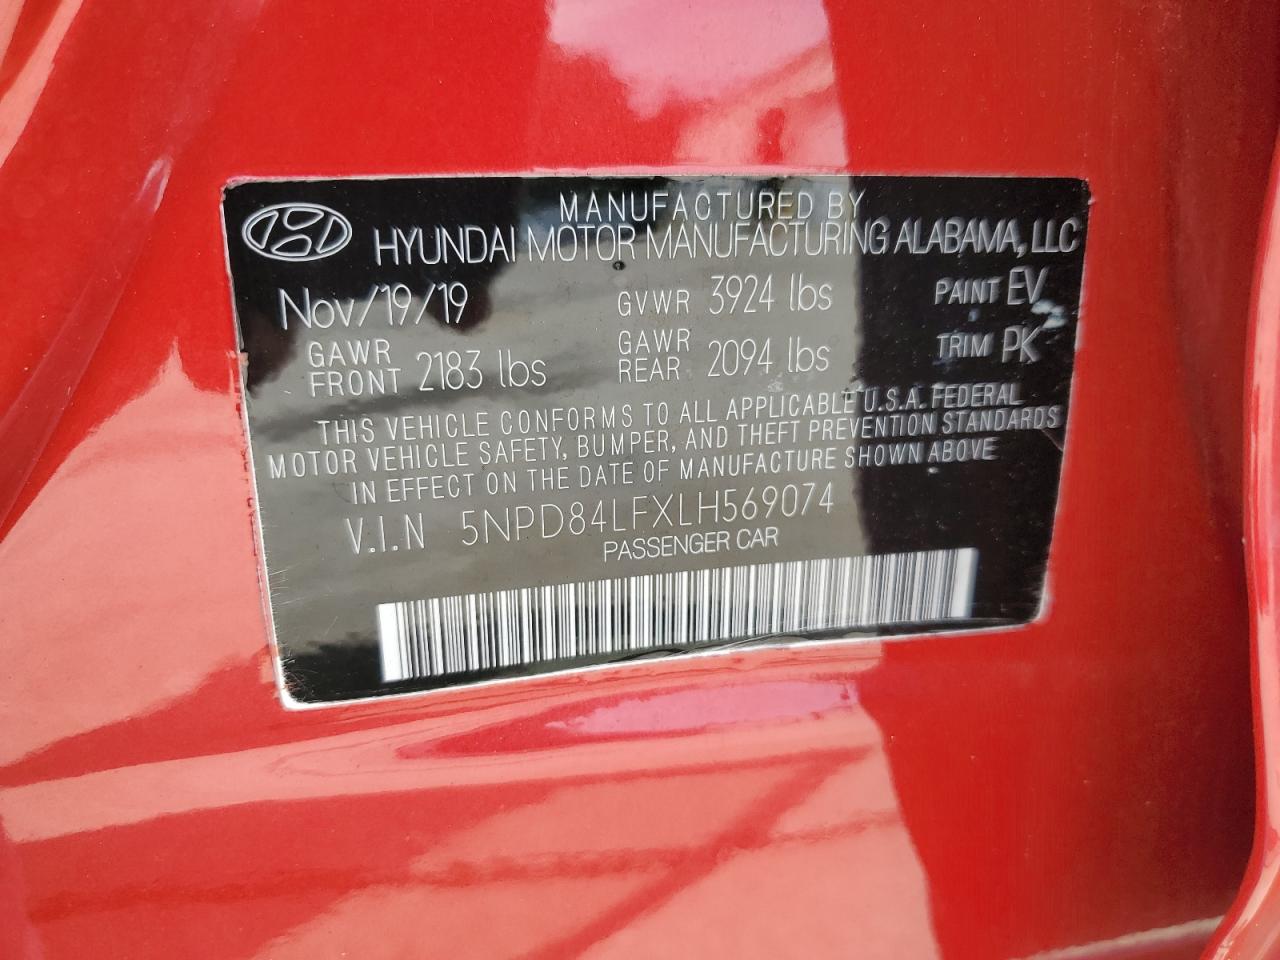 MANUFACTURED BY
HYUNDAI MOTOR MANUFACTURING ALABAMA, LLC
Nov/19/19 GVWR 3924 lbs PAINT EV
GAWR FRONT 2183 lbs GAWR REAR 2094 lbs TRIM PK
THIS VEHICLE CONFORMS TO ALL APPLICABLE U.S.A. FEDERAL
MOTOR VEHICLE SAFETY, BUMPER, AND THEFT PREVENTION STANDARDS
IN EFFECT ON THE DATE OF MANUFACTURE SHOWN ABOVE
V.I.N 5NPD84LFXLH569074
PASSENGER CAR